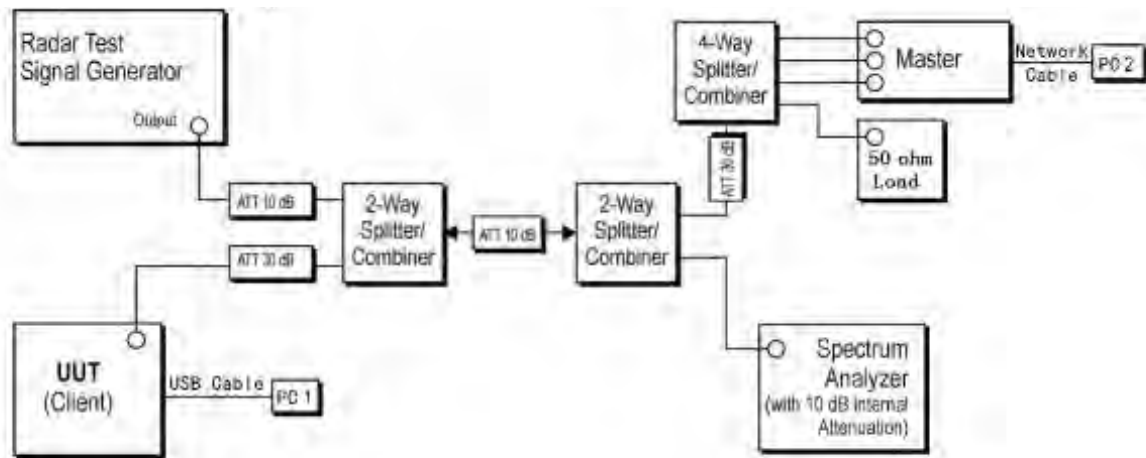 Radar Test
Signal Generator
Output
ATT 10 dB
ATT 30 dB
2-Way
Splitter/
Combiner
ATT 10 dB
2-Way
Splitter/
Combiner
4-Way
Splitter/
Combiner
ATT 30 dB
Master
Network
Cable
PC 2
50 ohm
Load
UUT
(Client)
USB Cable
PC 1
Spectrum
Analyzer
(with 10 dB Internal
Attenuation)